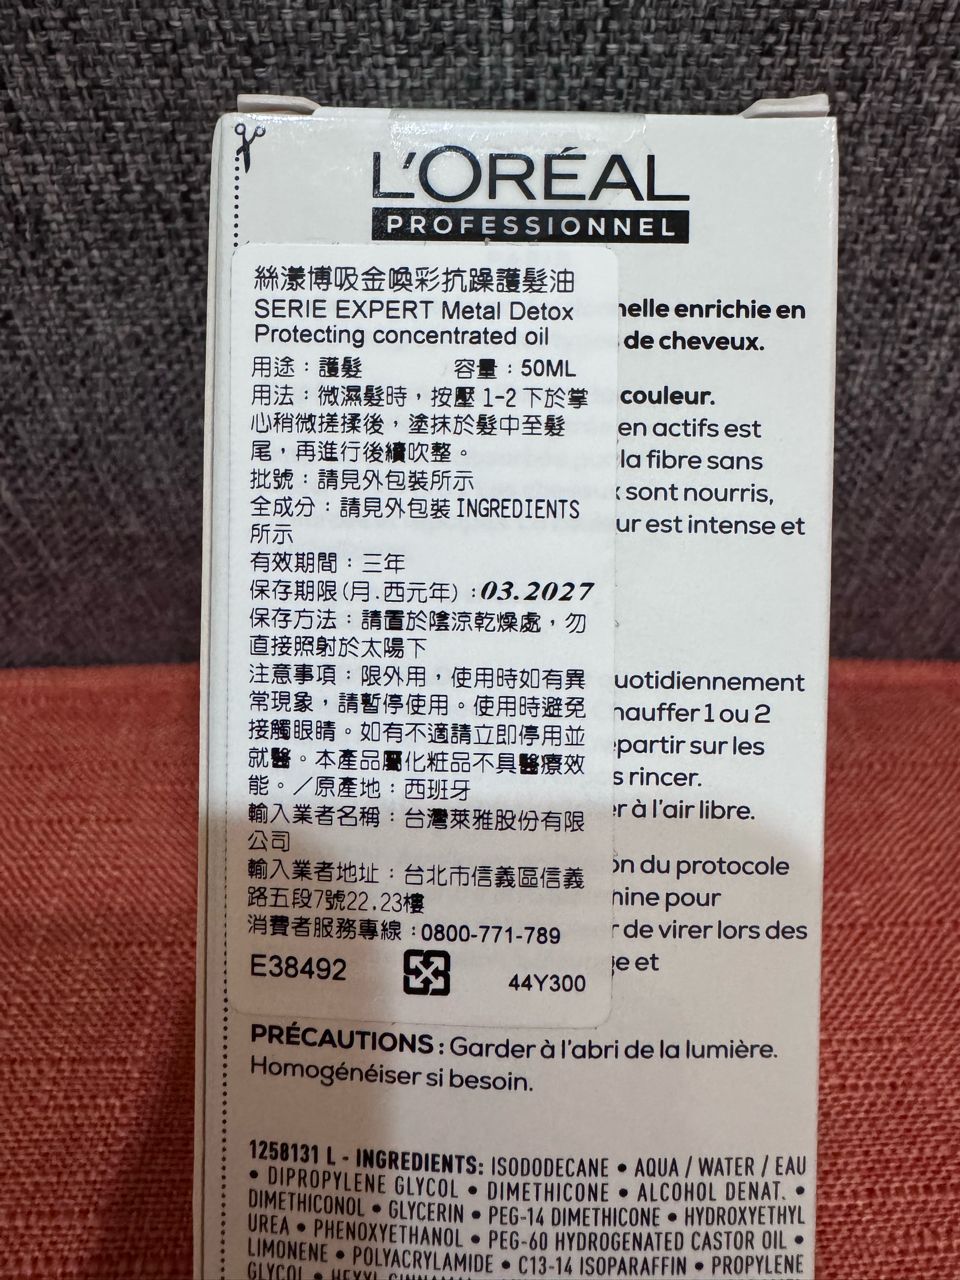 L'ORÉAL
PROFESSIONNEL
絲漾博吸金喚彩抗躁護髮油
SERIE EXPERT Metal Detox
Protecting concentrated oil
用途：護髮 容量：50ML
用法：微濕髮時，按壓1-2下於掌
心稍微搓揉後，塗抹於髮中至髮
尾，再進行後續吹整。
批號：請見外包裝所示
全成分：請見外包裝INGREDIENTS
所示
有效期間：三年
保存期限(月.西元年)：03.2027
保存方法：請置於陰涼乾燥處，勿
直接照射於太陽下
注意事項：限外用，使用時如有異
常現象，請暫停使用。使用時避免
接觸眼睛。如有不適請立即停用並
就醫。本產品屬化粧品不具醫療效
能。／原產地：西班牙
輸入業者名稱：台灣萊雅股份有限
公司
輸入業者地址：台北市信義區信義
路五段7號22.23樓
消費者服務專線：0800-771-789
E38492 44Y300
enrichie en
de cheveux.
couleur.
en actifs est
la fibre sans
sont nourris,
est intense et
1 ou 2
sur les
rincer.
à l'air libre.
du protocole
pour
de virer lors des
et
PRÉCAUTIONS : Garder à l'abri de la lumière.
Homogénéiser si besoin.
1258131 L - INGREDIENTS: ISODODECANE • AQUA / WATER / EAU
• DIPROPYLENE GLYCOL • DIMETHICONE • ALCOHOL DENAT. •
DIMETHICONOL • GLYCERIN • PEG-14 DIMETHICONE • HYDROXYETHYL
UREA • PHENOXYETHANOL • PEG-60 HYDROGENATED CASTOR OIL •
LIMONENE • POLYACRYLAMIDE • C13-14 ISOPARAFFIN • PROPYLENE
GLYCOL • HEXYL